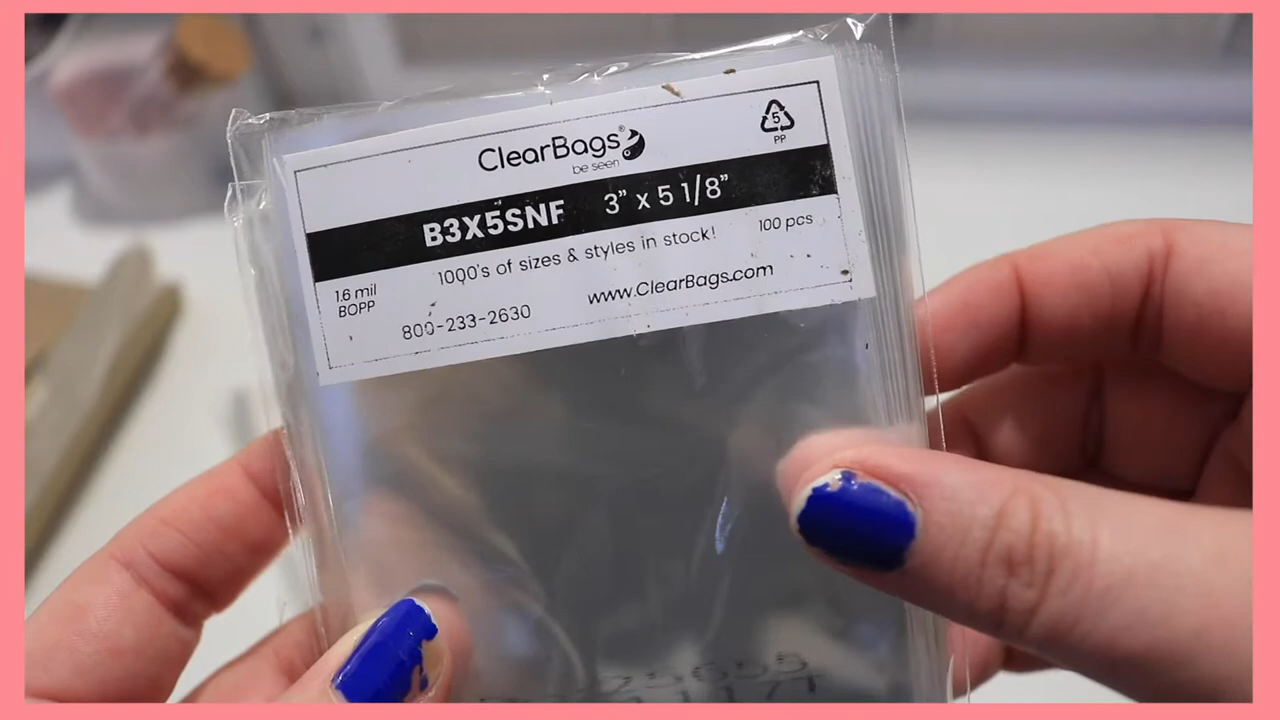 ClearBags®
be seen
5
PP
B3X5SNF 3" x 5 1/8"
1000's of sizes & styles in stock!
100 pcs
1.6 mil
BOPP
800-233-2630
www.ClearBags.com